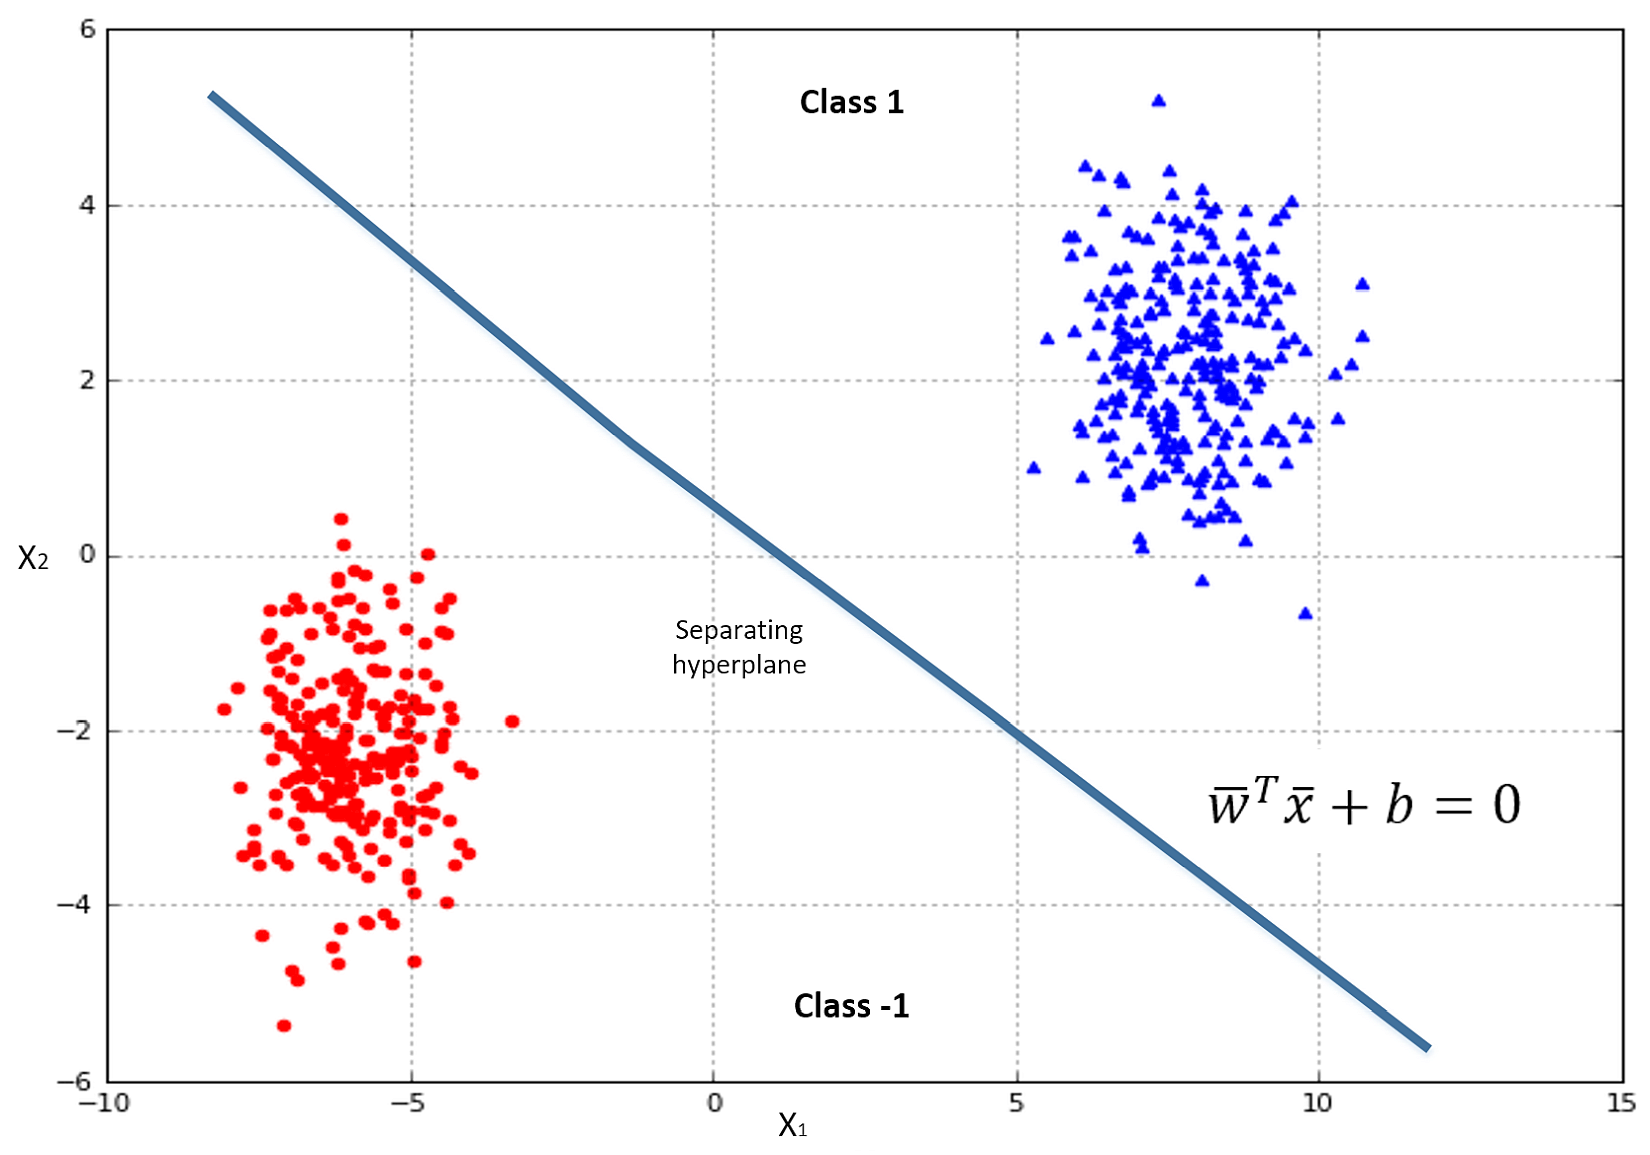 6
Class 1
4
2
X₂
0
Separating
hyperplane
−2
w̅ᵀx̅ + b = 0
−4
Class -1
−6
−10
−5
0
5
10
15
X₁